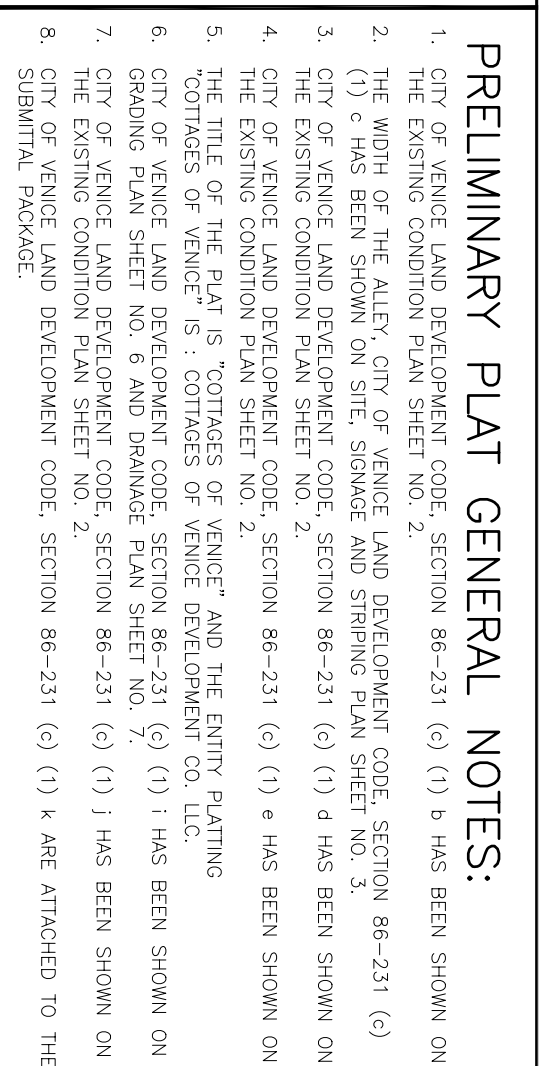 PRELIMINARY PLAT GENERAL NOTES:
1. CITY OF VENICE LAND DEVELOPMENT CODE, SECTION 86-231 (c) (1) b HAS BEEN SHOWN ON
THE EXISTING CONDITION PLAN SHEET NO. 2.
2. THE WIDTH OF THE ALLEY, CITY OF VENICE LAND DEVELOPMENT CODE, SECTION 86-231 (c)
(1) c HAS BEEN SHOWN ON SITE, SIGNAGE AND STRIPING PLAN SHEET NO. 3.
3. CITY OF VENICE LAND DEVELOPMENT CODE, SECTION 86-231 (c) (1) d HAS BEEN SHOWN ON
THE EXISTING CONDITION PLAN SHEET NO. 2.
4. CITY OF VENICE LAND DEVELOPMENT CODE, SECTION 86-231 (c) (1) e HAS BEEN SHOWN ON
THE EXISTING CONDITION PLAN SHEET NO. 2.
5. THE TITLE OF THE PLAT IS "COTTAGES OF VENICE" AND THE ENTITY PLATTING
"COTTAGES OF VENICE" IS : COTTAGES OF VENICE DEVELOPMENT CO. LLC.
6. CITY OF VENICE LAND DEVELOPMENT CODE, SECTION 86-231 (c) (1) i HAS BEEN SHOWN ON
GRADING PLAN SHEET NO. 6 AND DRAINAGE PLAN SHEET NO. 7.
7. CITY OF VENICE LAND DEVELOPMENT CODE, SECTION 86-231 (c) (1) j HAS BEEN SHOWN ON
THE EXISTING CONDITION PLAN SHEET NO. 2.
8. CITY OF VENICE LAND DEVELOPMENT CODE, SECTION 86-231 (c) (1) k ARE ATTACHED TO THE
SUBMITTAL PACKAGE.